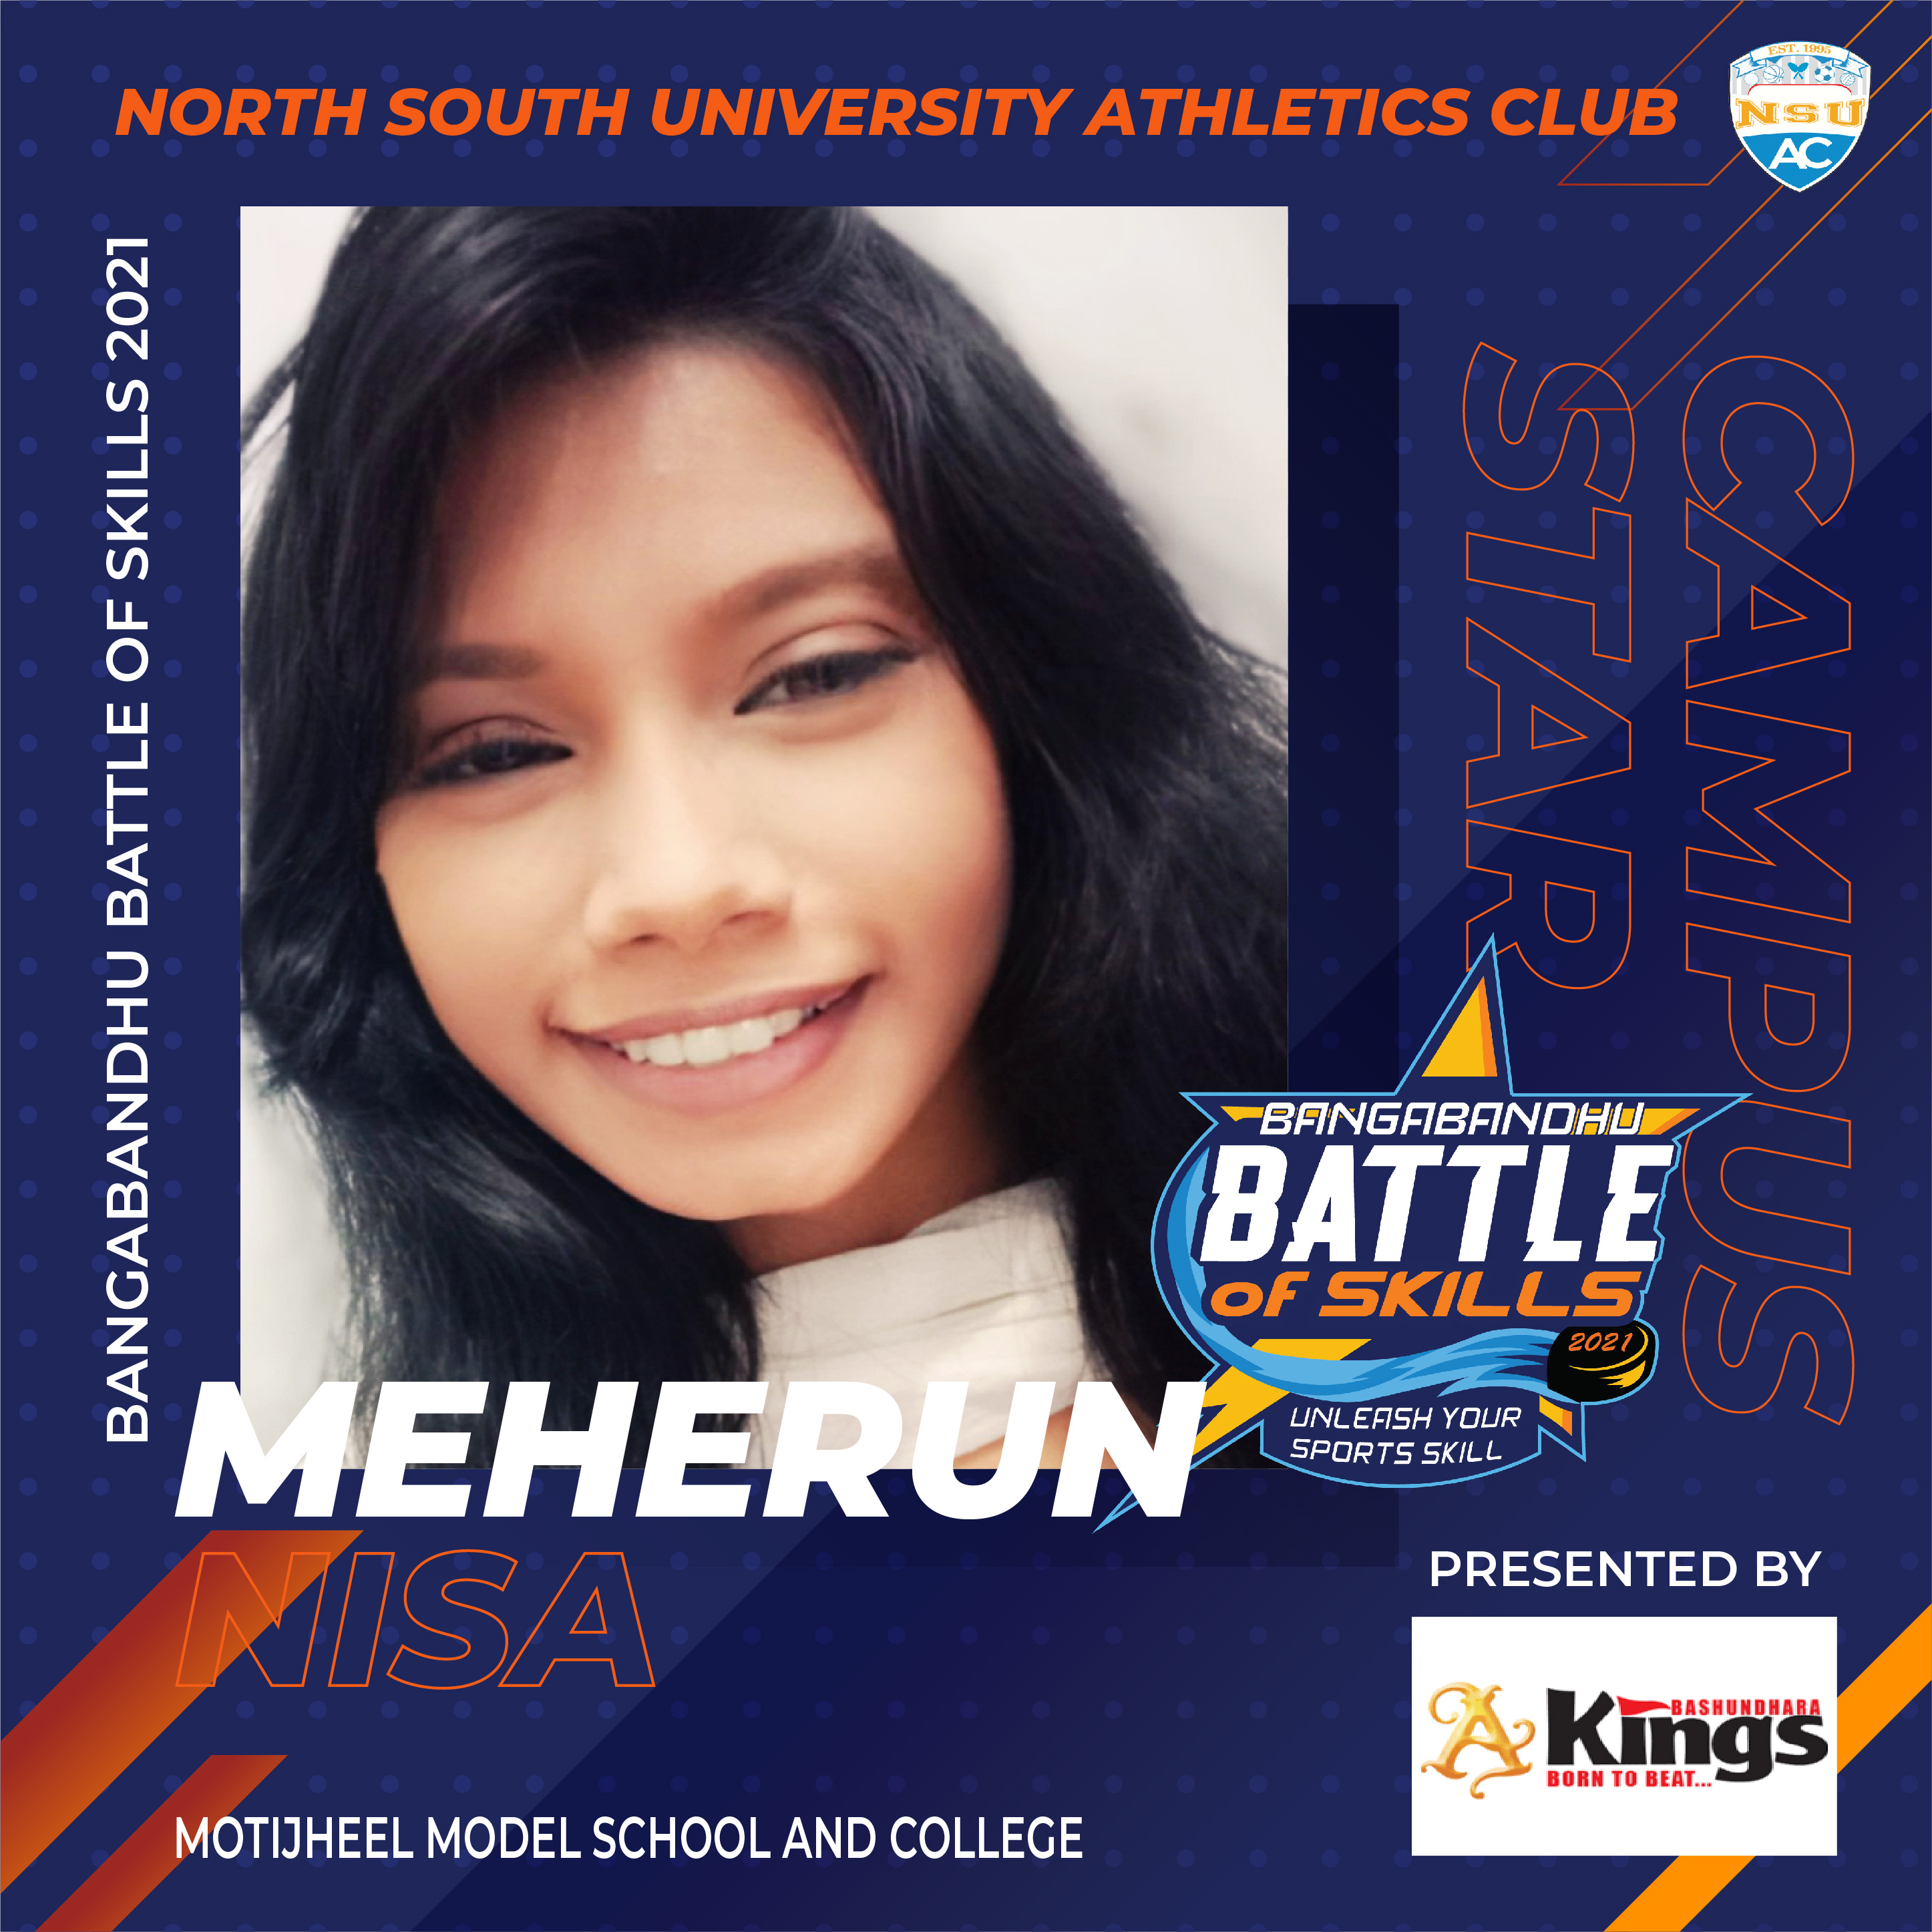 NORTH SOUTH UNIVERSITY ATHLETICS CLUB
EST. 1995
NSU
AC
BANGABANDHU BATTLE OF SKILLS 2021
CAMPUS
STAR
BANGABANDHU
BATTLE
OF SKILLS
2021
UNLEASH YOUR
SPORTS SKILL
MEHERUN
NISA
PRESENTED BY
A
BASHUNDHARA
Kings
BORN TO BEAT...
MOTIJHEEL MODEL SCHOOL AND COLLEGE